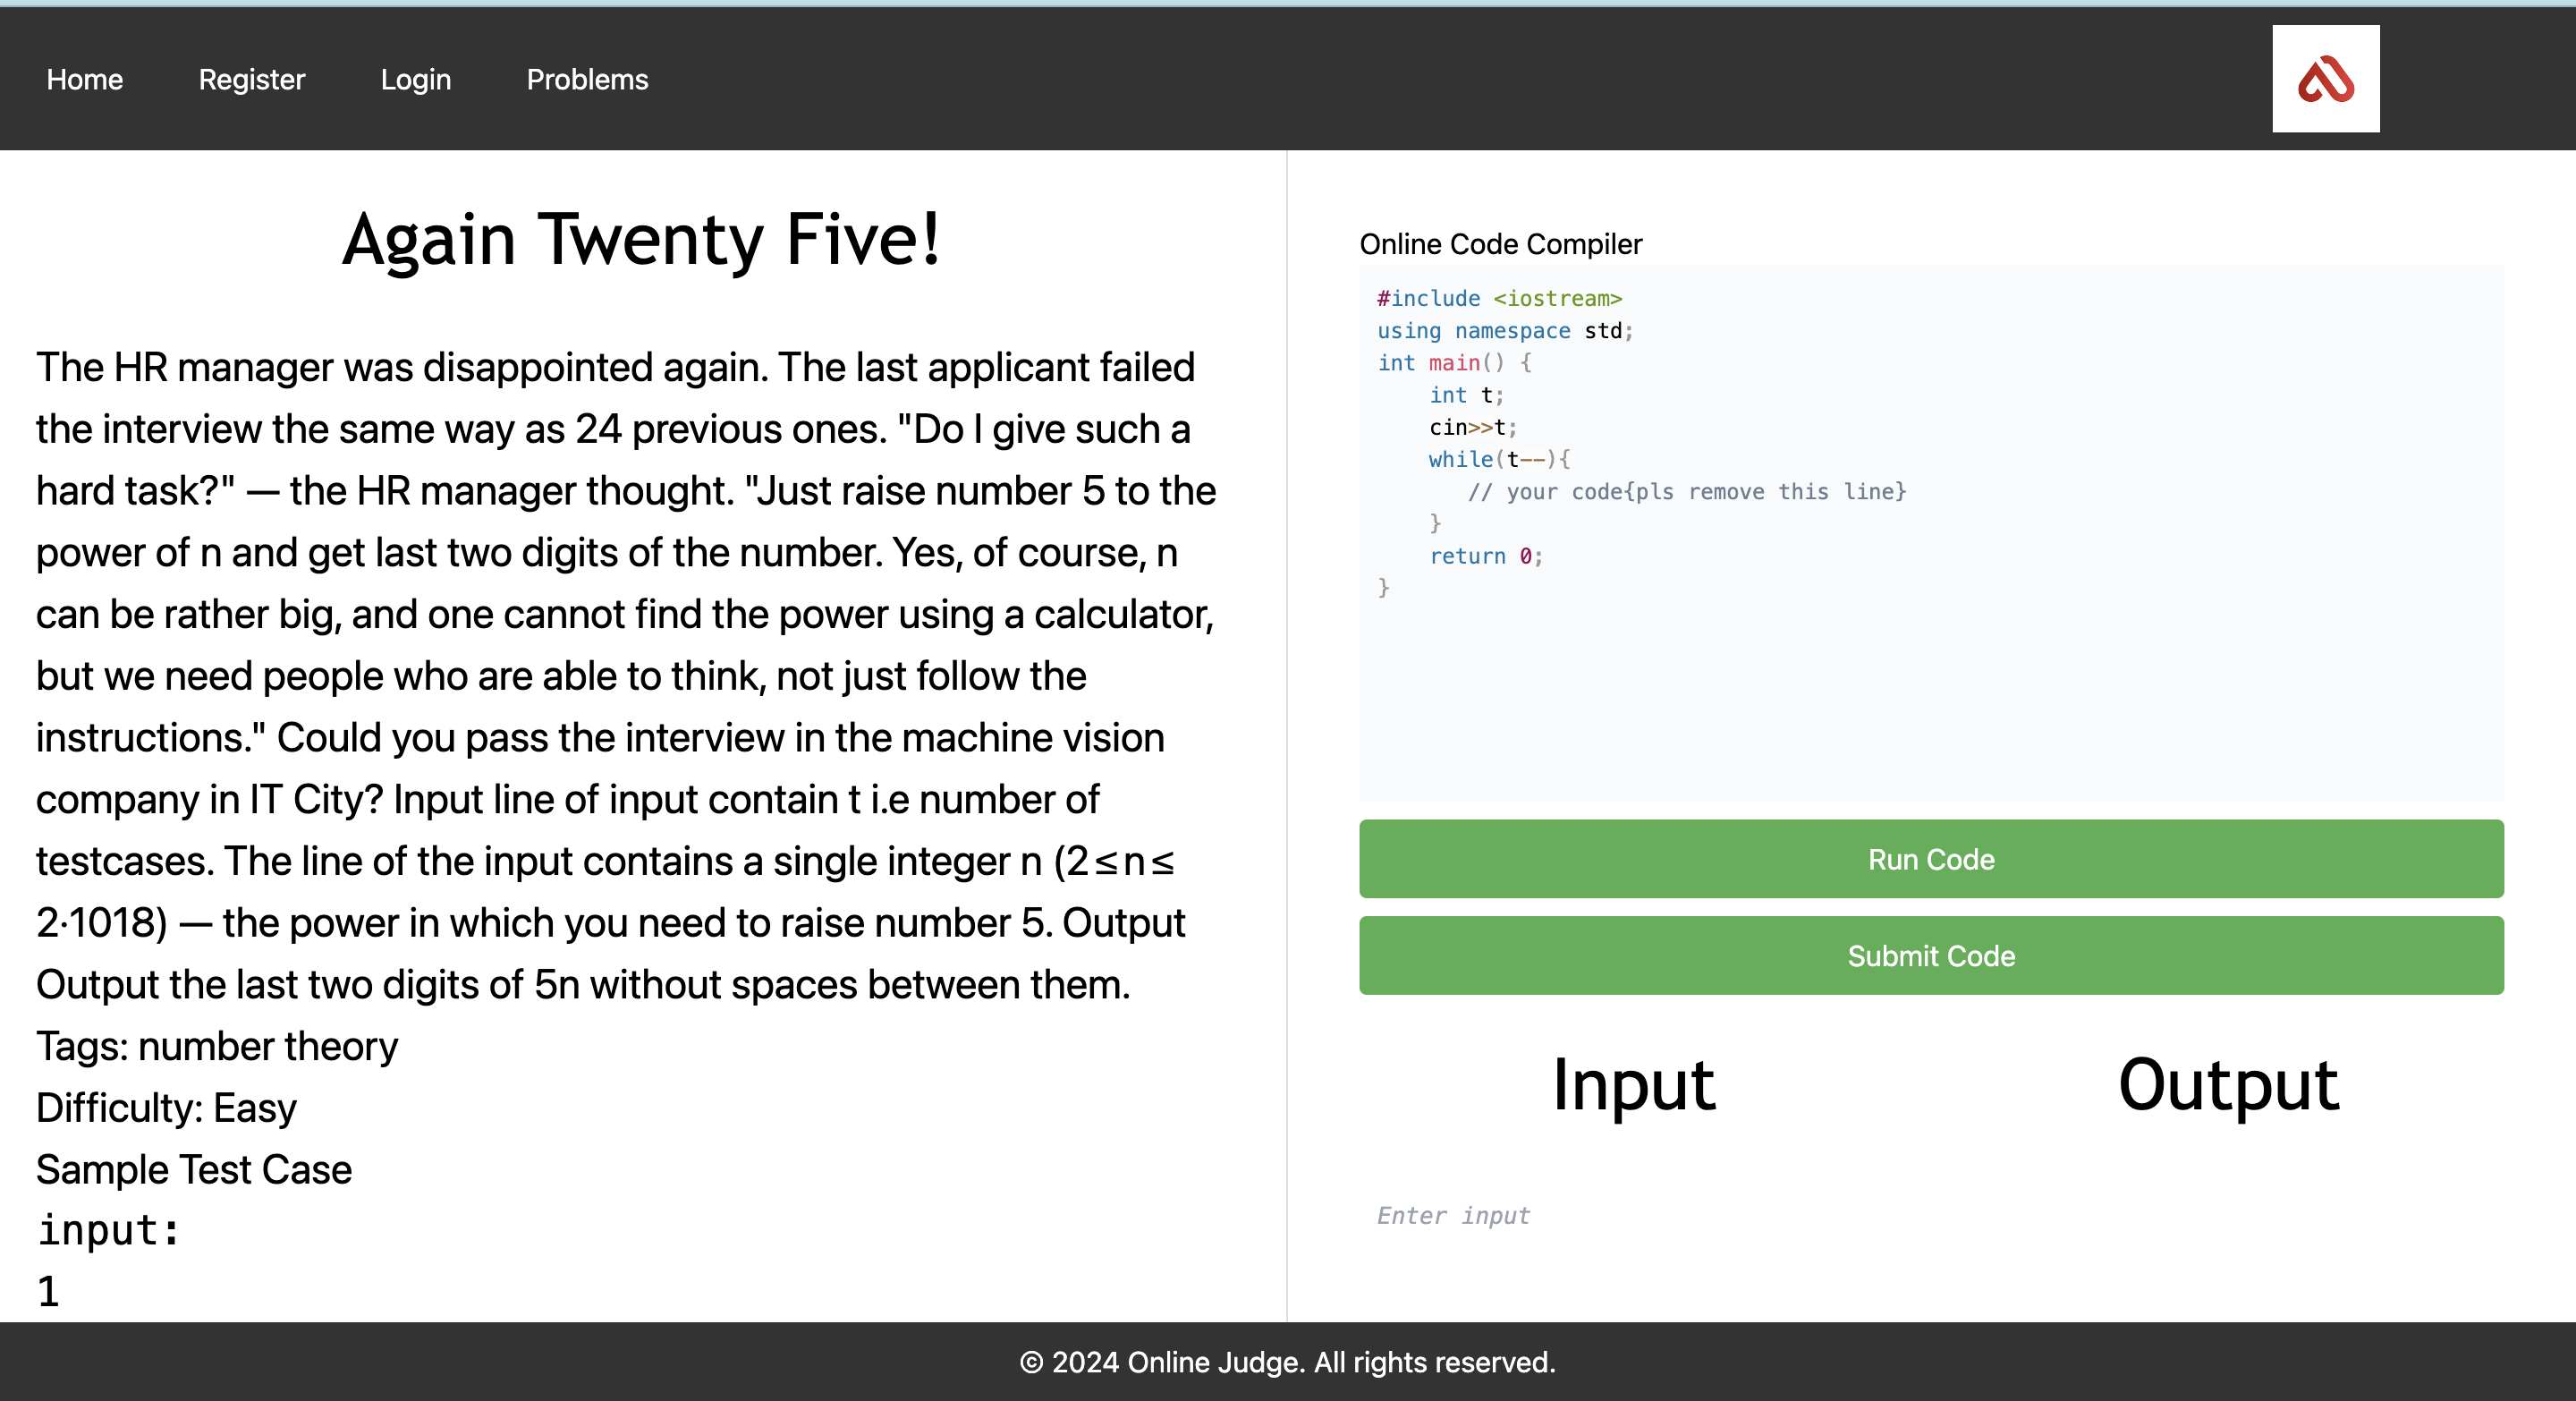 Home Register Login Problems
Again Twenty Five!
The HR manager was disappointed again. The last applicant failed
the interview the same way as 24 previous ones. "Do I give such a
hard task?" — the HR manager thought. "Just raise number 5 to the
power of n and get last two digits of the number. Yes, of course, n
can be rather big, and one cannot find the power using a calculator,
but we need people who are able to think, not just follow the
instructions." Could you pass the interview in the machine vision
company in IT City? Input line of input contain t i.e number of
testcases. The line of the input contains a single integer n (2 ≤ n ≤
2·1018) — the power in which you need to raise number 5. Output
Output the last two digits of 5n without spaces between them.
Tags: number theory
Difficulty: Easy
Sample Test Case
input:
1
Online Code Compiler
#include <iostream>
using namespace std;
int main() {
    int t;
    cin>>t;
    while(t--){
       // your code{pls remove this line}
    }
    return 0;
}
Run Code
Submit Code
Input Output
Enter input
© 2024 Online Judge. All rights reserved.